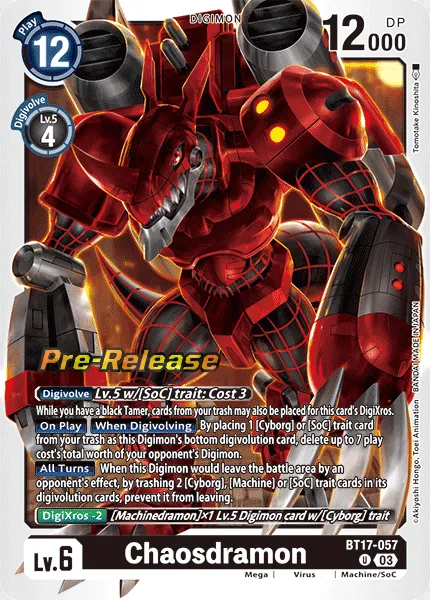 DIGIMON
Play
12
12000
DP
Digivolve
Lv.5
4
Tomotake Kinoshita
Pre-Release
Digivolve Lv.5 w/[SoC] trait: Cost 3
While you have a black Tamer, cards from your trash may also be placed for this card's DigiXros.
On Play When Digivolving By placing 1 [Cyborg] or [SoC] trait card
from your trash as this Digimon's bottom digivolution card, delete up to 7 play
cost's total worth of your opponent's Digimon.
All Turns When this Digimon would leave the battle area by an
opponent's effect, by trashing 2 [Cyborg], [Machine] or [SoC] trait cards in its
digivolution cards, prevent it from leaving.
DigiXros -2 [Machinedramon]×1 Lv.5 Digimon card w/[Cyborg] trait
©Akiyoshi Hongo, Toei Animation BANDAI MADE IN JAPAN
Lv.6
Chaosdramon
BT17-057
U 03
Mega Virus Machine/SoC